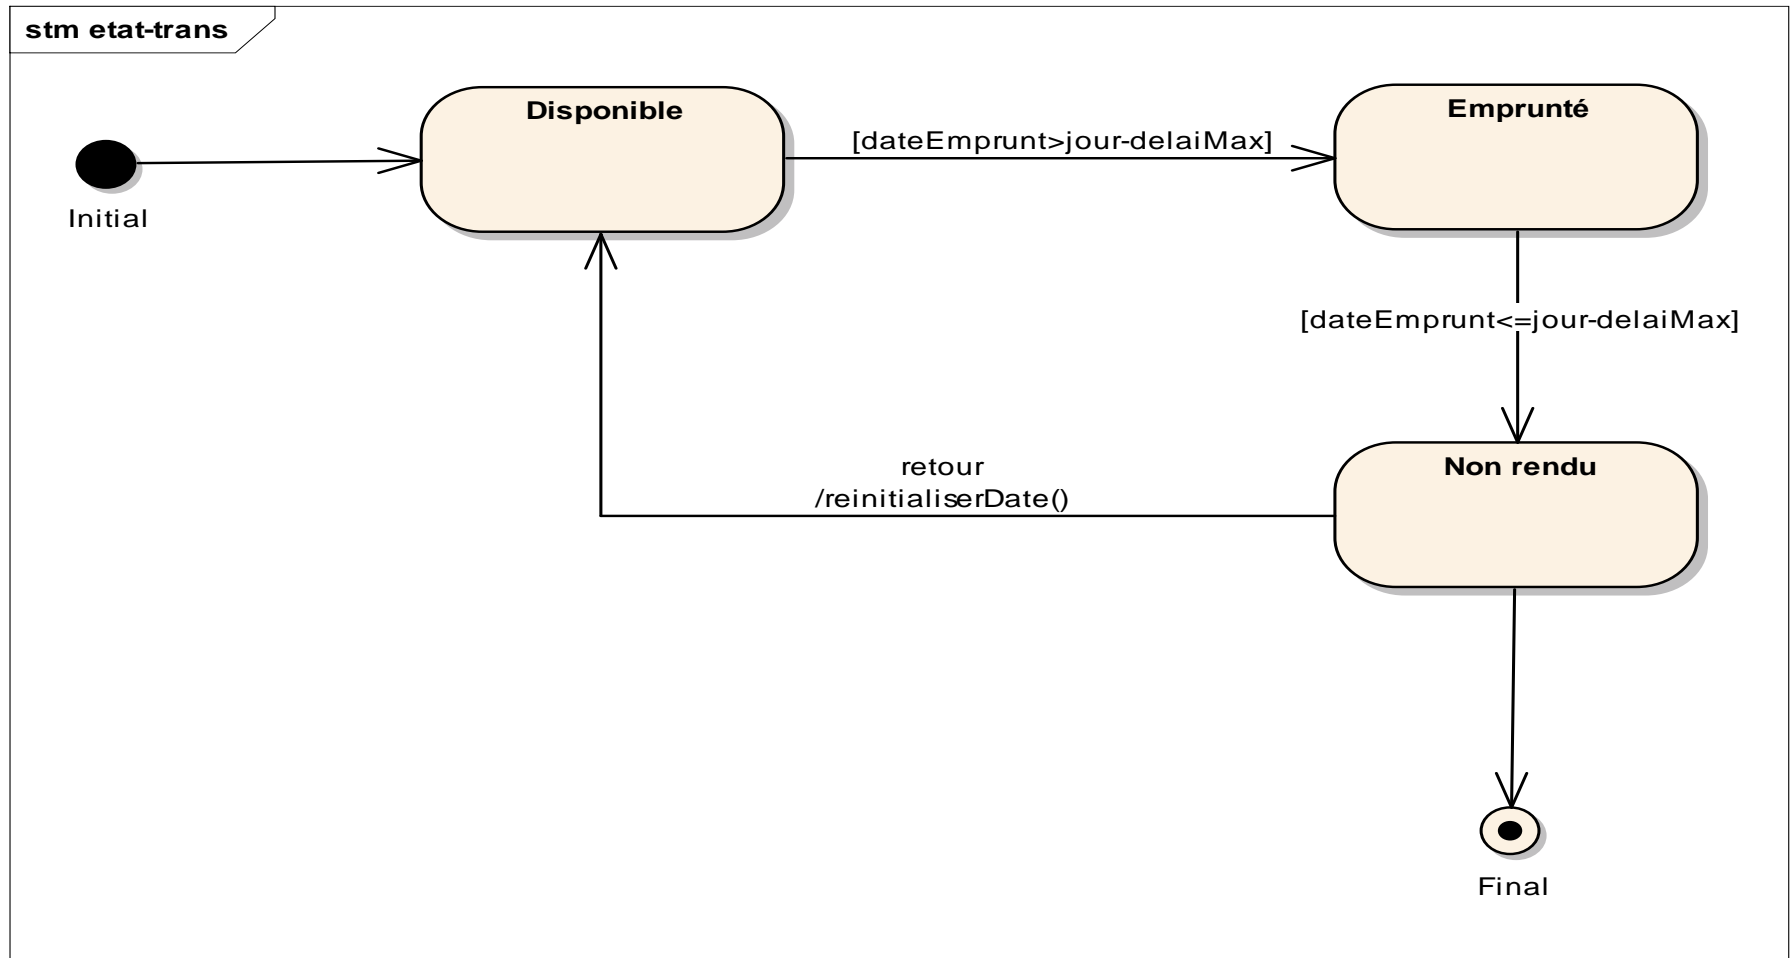 stm etat-trans
Disponible
Emprunté
[dateEmprunt>jour-delaiMax]
Initial
[dateEmprunt<=jour-delaiMax]
retour
/reinitialiserDate()
Non rendu
Final